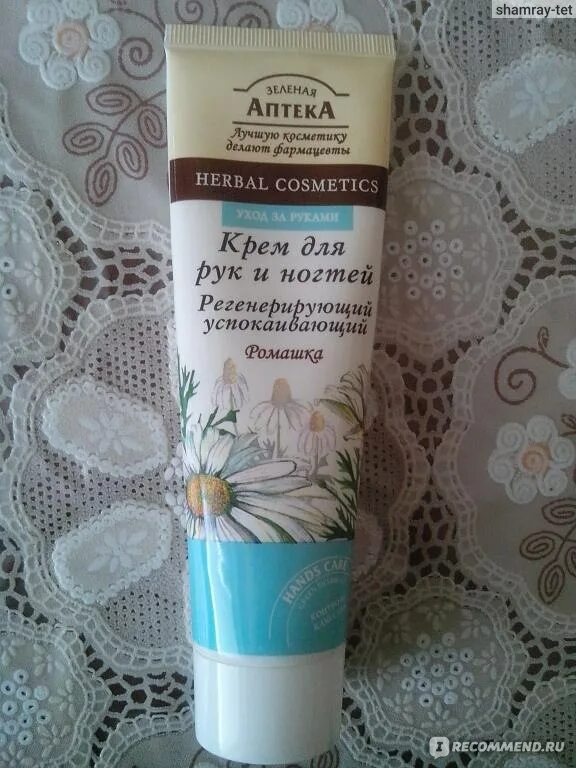 shamray-tet
ЗЕЛЕНАЯ
АПТЕКА
Лучшую косметику
делают фармацевты
HERBAL COSMETICS
УХОД ЗА РУКАМИ
Крем для
рук и ногтей
Регенерирующий
успокаивающий
Ромашка
HANDS CARE
IRECOMMEND.RU